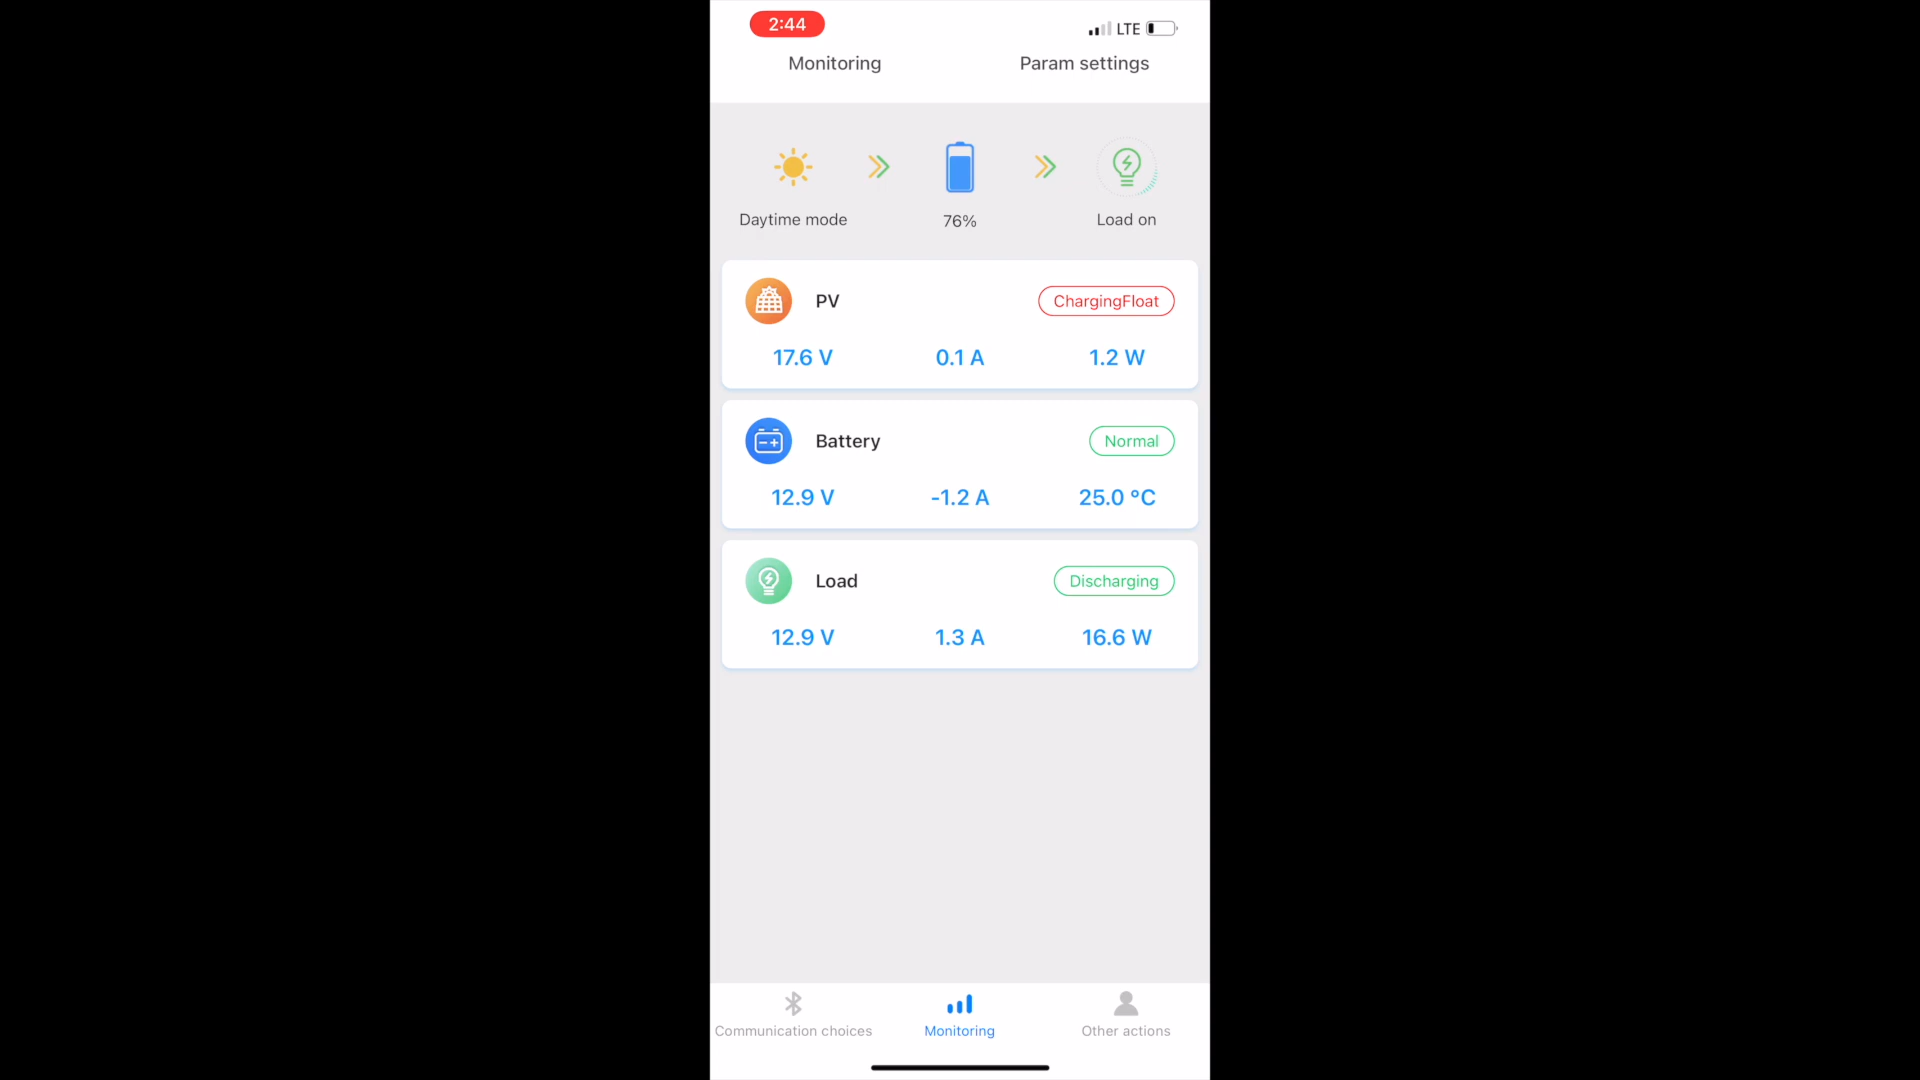 2:44
LTE
Monitoring Param settings
Daytime mode 76% Load on
PV ChargingFloat
17.6 V 0.1 A 1.2 W
Battery Normal
12.9 V -1.2 A 25.0 °C
Load Discharging
12.9 V 1.3 A 16.6 W
Communication choices Monitoring Other actions